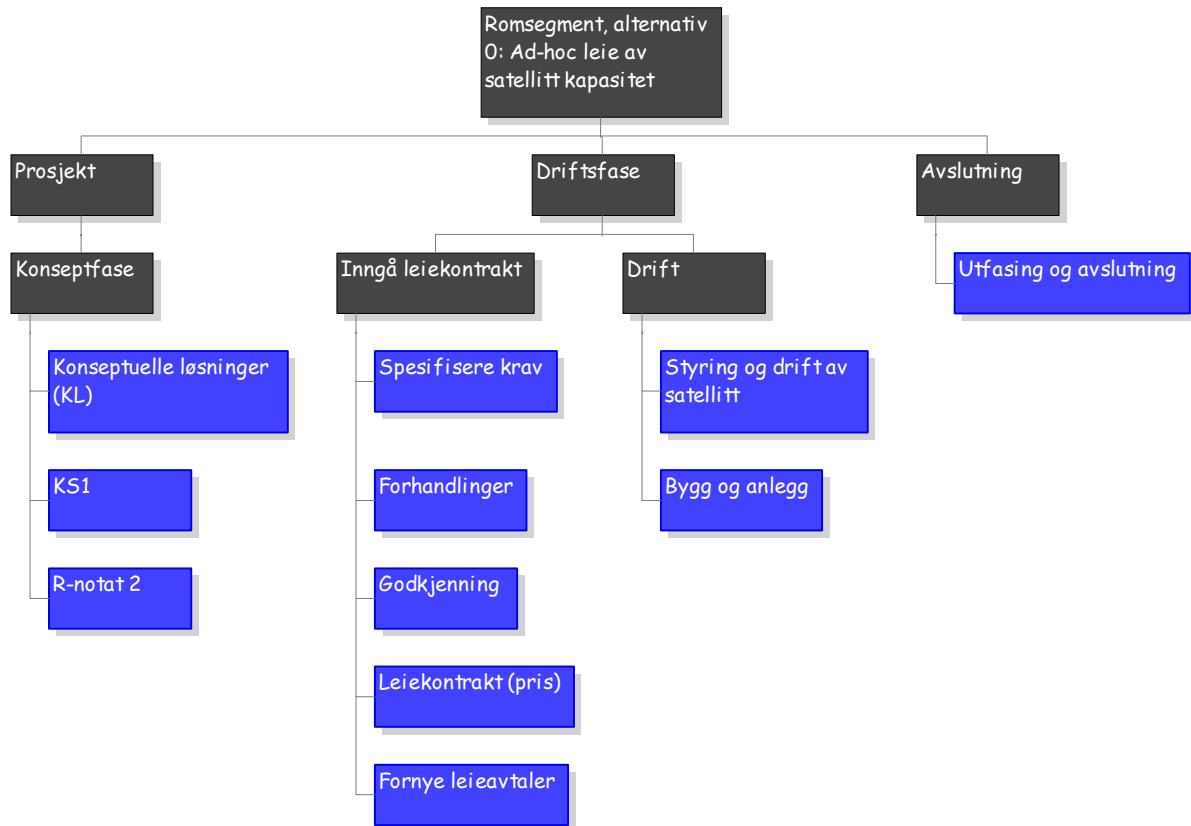 Romsegment, alternativ
0: Ad-hoc leie av
satellitt kapasitet
Prosjekt
Driftsfase
Avslutning
Konseptfase
Inngå leiekontrakt
Drift
Utfasing og avslutning
Konseptuelle løsninger
(KL)
KS1
R-notat 2
Spesifisere krav
Forhandlinger
Godkjenning
Leiekontrakt (pris)
Fornye leieavtaler
Styring og drift av
satellitt
Bygg og anlegg